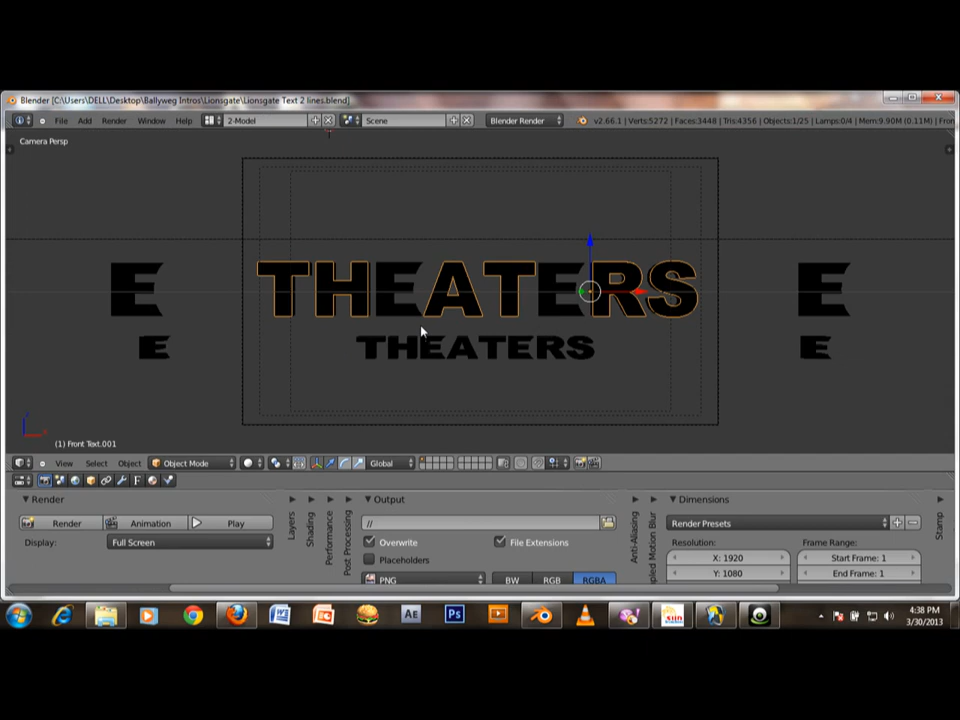 Blender [C:\Users\DELL\Desktop\Ballyweg Intros\Lionsgate\Lionsgate Text 2 lines.blend]
File Add Render Window Help 2-Model Scene Blender Render v2.66.1 | Verts:5272 | Faces:3448 | Tris:4356 | Objects:1/25 | Lamps:0/4 | Mem:9.90M (0.11M) | Fron
Camera Persp
E THEATERS E
E THEATERS E
(1) Front Text.001
View Select Object Object Mode Global
Render Output Dimensions
Render Animation Play // Render Presets
Display: Full Screen Overwrite File Extensions Resolution: Frame Range:
Placeholders X: 1920 Start Frame: 1
PNG BW RGB RGBA Y: 1080 End Frame: 1
Layers
Shading
Performance
Post Processing
Anti-Aliasing
pled Motion Blur
Stamp
4:38 PM
3/30/2013